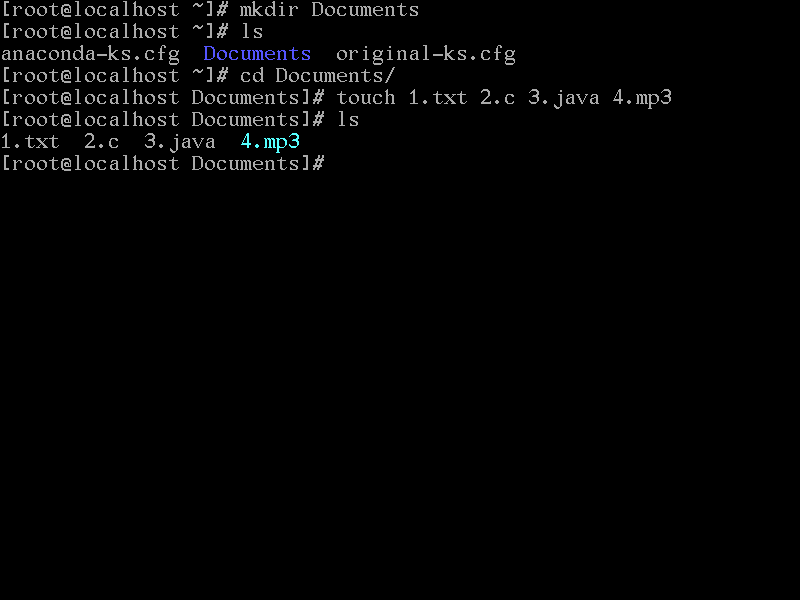 [root@localhost ~]# mkdir Documents
[root@localhost ~]# ls
anaconda-ks.cfg  Documents  original-ks.cfg
[root@localhost ~]# cd Documents/
[root@localhost Documents]# touch 1.txt 2.c 3.java 4.mp3
[root@localhost Documents]# ls
1.txt  2.c  3.java  4.mp3
[root@localhost Documents]#